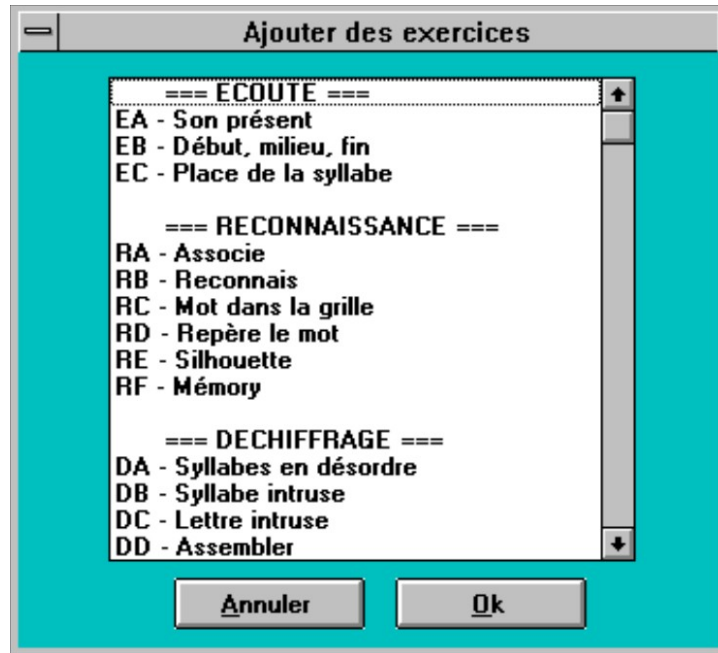 Ajouter des exercices
=== ECOUTE ===
EA - Son présent
EB - Début, milieu, fin
EC - Place de la syllabe
=== RECONNAISSANCE ===
RA - Associe
RB - Reconnais
RC - Mot dans la grille
RD - Repère le mot
RE - Silhouette
RF - Mémory
=== DECHIFFRAGE ===
DA - Syllabes en désordre
DB - Syllabe intruse
DC - Lettre intruse
DD - Assembler
Annuler Ok